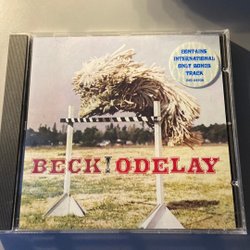 CONTAINS
INTERNATIONAL
ONLY BONUS
TRACK
BECK! ODELAY